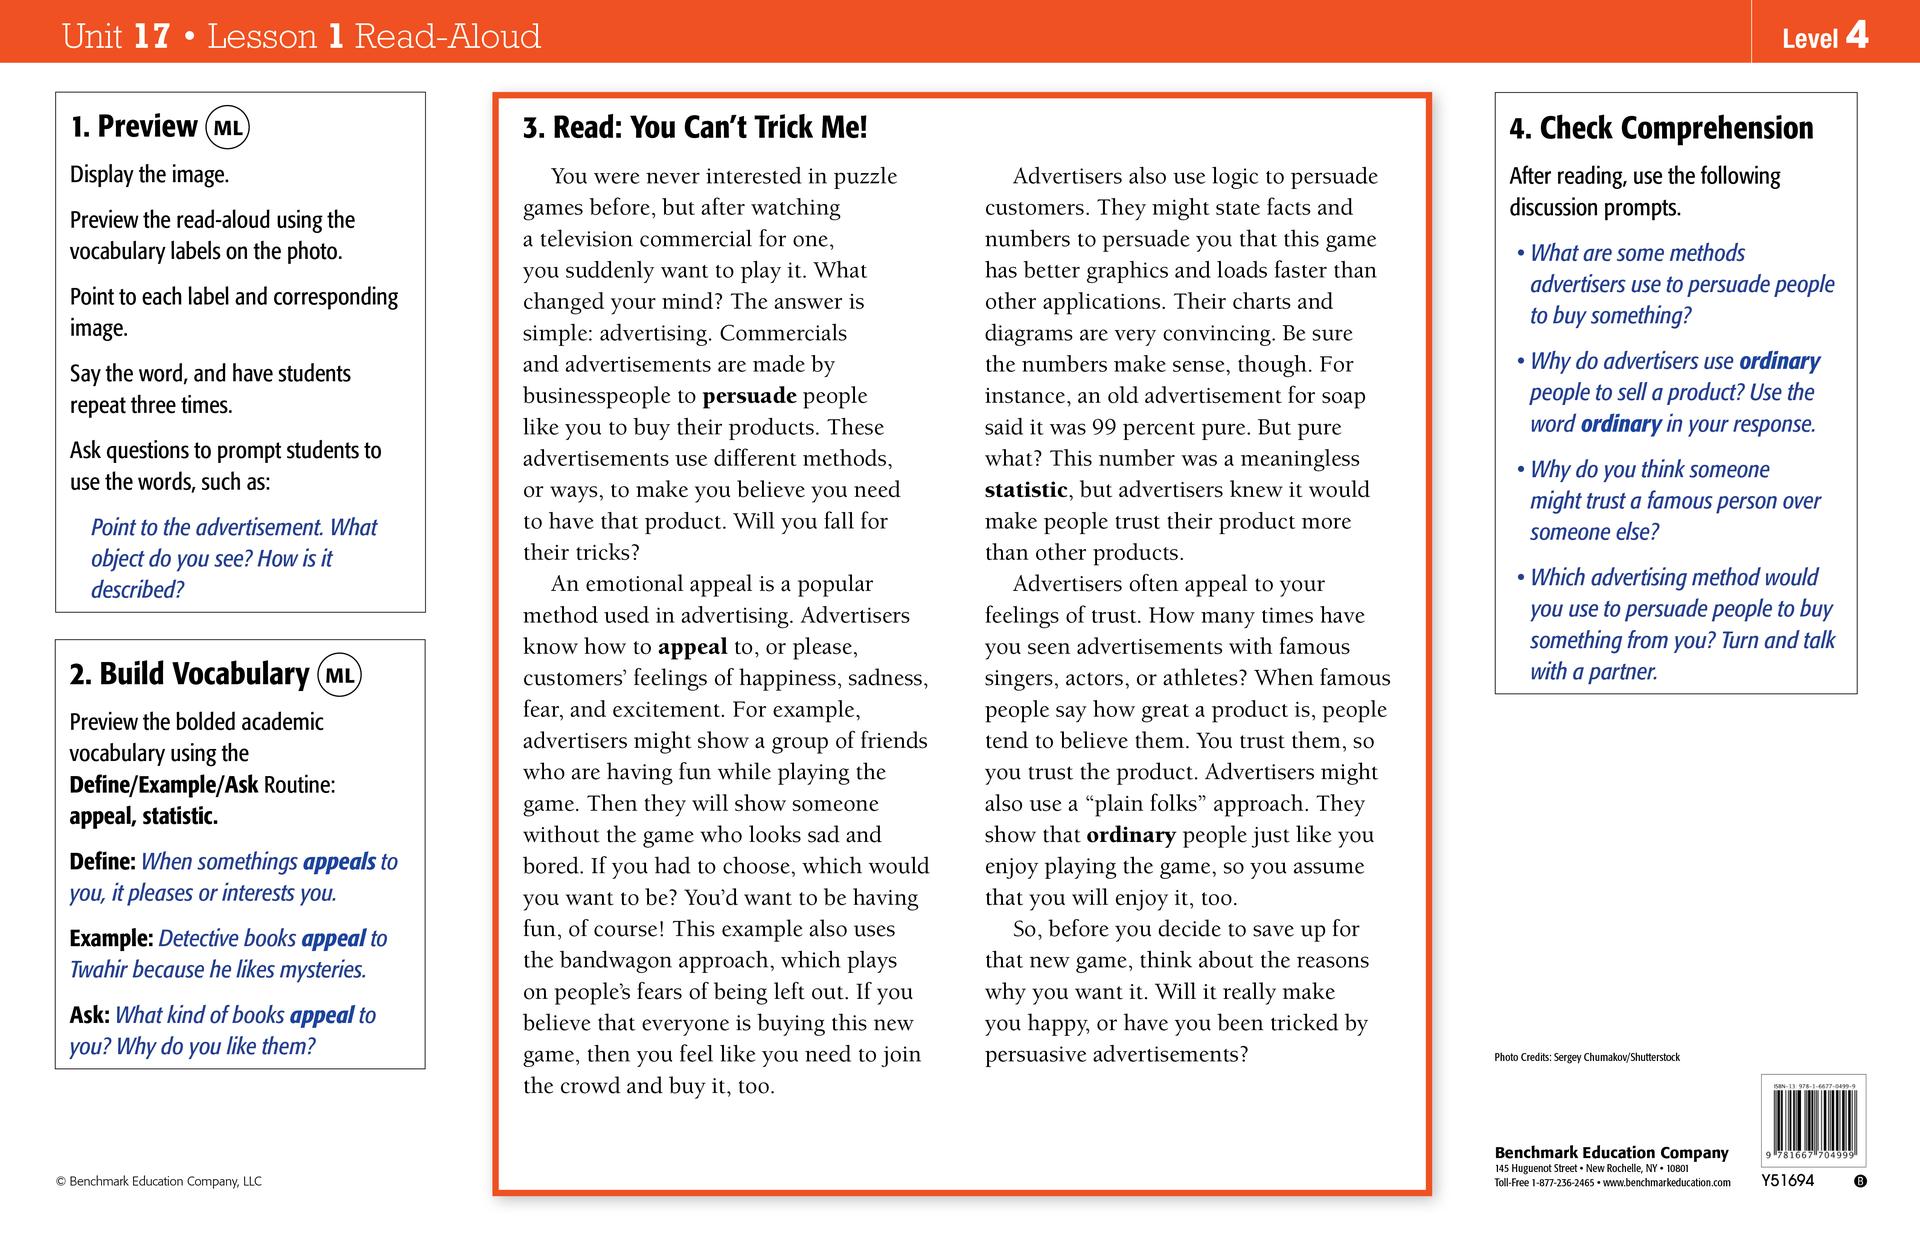 Unit 17 • Lesson 1 Read-Aloud
Level 4
1. Preview ML
Display the image.
Preview the read-aloud using the
vocabulary labels on the photo.
Point to each label and corresponding
image.
Say the word, and have students
repeat three times.
Ask questions to prompt students to
use the words, such as:
Point to the advertisement. What
object do you see? How is it
described?
2. Build Vocabulary ML
Preview the bolded academic
vocabulary using the
Define/Example/Ask Routine:
appeal, statistic.
Define: When somethings appeals to
you, it pleases or interests you.
Example: Detective books appeal to
Twahir because he likes mysteries.
Ask: What kind of books appeal to
you? Why do you like them?
© Benchmark Education Company, LLC
3. Read: You Can’t Trick Me!
You were never interested in puzzle
games before, but after watching
a television commercial for one,
you suddenly want to play it. What
changed your mind? The answer is
simple: advertising. Commercials
and advertisements are made by
businesspeople to persuade people
like you to buy their products. These
advertisements use different methods,
or ways, to make you believe you need
to have that product. Will you fall for
their tricks?
An emotional appeal is a popular
method used in advertising. Advertisers
know how to appeal to, or please,
customers’ feelings of happiness, sadness,
fear, and excitement. For example,
advertisers might show a group of friends
who are having fun while playing the
game. Then they will show someone
without the game who looks sad and
bored. If you had to choose, which would
you want to be? You’d want to be having
fun, of course! This example also uses
the bandwagon approach, which plays
on people’s fears of being left out. If you
believe that everyone is buying this new
game, then you feel like you need to join
the crowd and buy it, too.
Advertisers also use logic to persuade
customers. They might state facts and
numbers to persuade you that this game
has better graphics and loads faster than
other applications. Their charts and
diagrams are very convincing. Be sure
the numbers make sense, though. For
instance, an old advertisement for soap
said it was 99 percent pure. But pure
what? This number was a meaningless
statistic, but advertisers knew it would
make people trust their product more
than other products.
Advertisers often appeal to your
feelings of trust. How many times have
you seen advertisements with famous
singers, actors, or athletes? When famous
people say how great a product is, people
tend to believe them. You trust them, so
you trust the product. Advertisers might
also use a “plain folks” approach. They
show that ordinary people just like you
enjoy playing the game, so you assume
that you will enjoy it, too.
So, before you decide to save up for
that new game, think about the reasons
why you want it. Will it really make
you happy, or have you been tricked by
persuasive advertisements?
4. Check Comprehension
After reading, use the following
discussion prompts.
• What are some methods
advertisers use to persuade people
to buy something?
• Why do advertisers use ordinary
people to sell a product? Use the
word ordinary in your response.
• Why do you think someone
might trust a famous person over
someone else?
• Which advertising method would
you use to persuade people to buy
something from you? Turn and talk
with a partner.
Photo Credits: Sergey Chumakov/Shutterstock
Benchmark Education Company
145 Huguenot Street • New Rochelle, NY • 10801
Toll-Free 1-877-236-2465 • www.benchmarkeducation.com
ISBN-13 978-1-6677-0499-9
9 781667 704999
Y51694
B